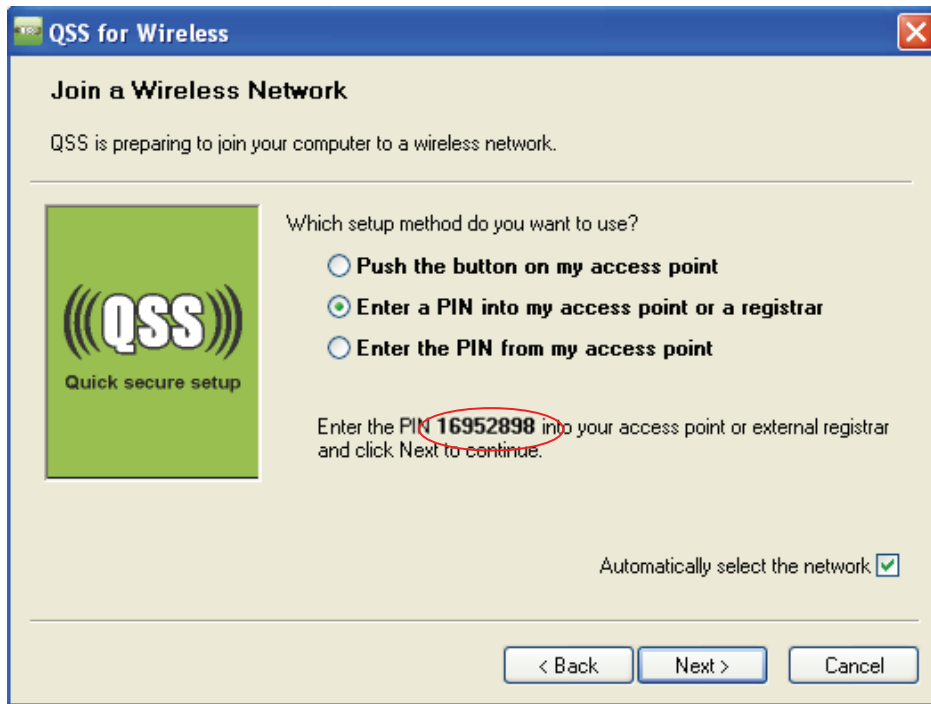 QSS for Wireless
Join a Wireless Network
QSS is preparing to join your computer to a wireless network.
Which setup method do you want to use?
Push the button on my access point
Enter a PIN into my access point or a registrar
Enter the PIN from my access point
(((QSS)))
Quick secure setup
Enter the PIN 16952898 into your access point or external registrar
and click Next to continue.
Automatically select the network
< Back
Next >
Cancel